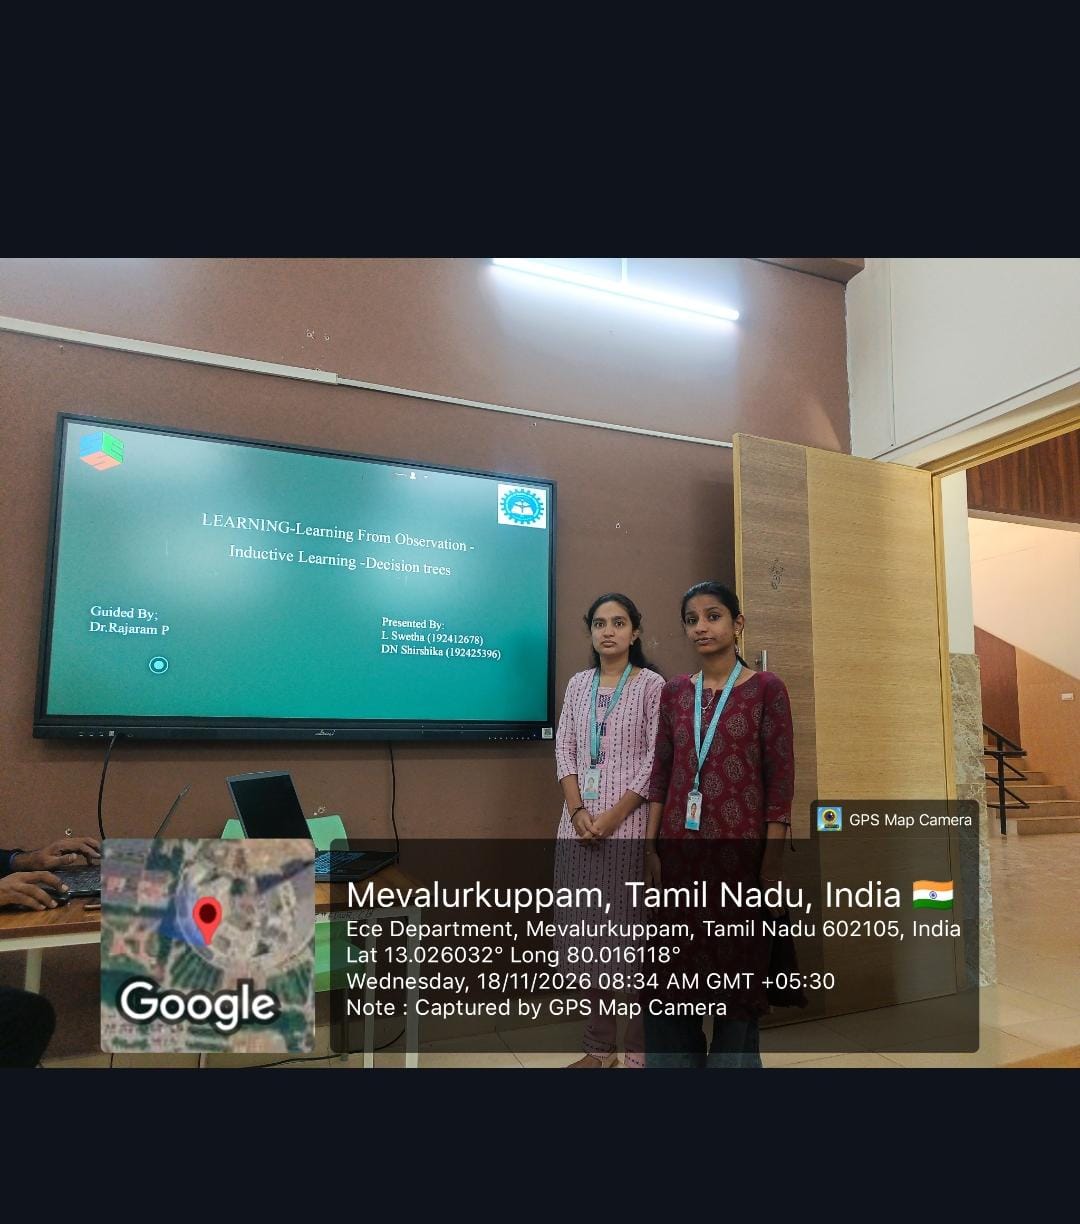 LEARNING-Learning From Observation -
Inductive Learning -Decision trees
Guided By;
Dr.Rajaram P
Presented By:
L Swetha (192412678)
DN Shirshika (192425396)
GPS Map Camera
Mevalurkuppam, Tamil Nadu, India
Ece Department, Mevalurkuppam, Tamil Nadu 602105, India
Lat 13.026032° Long 80.016118°
Wednesday, 18/11/2026 08:34 AM GMT +05:30
Note : Captured by GPS Map Camera
Google